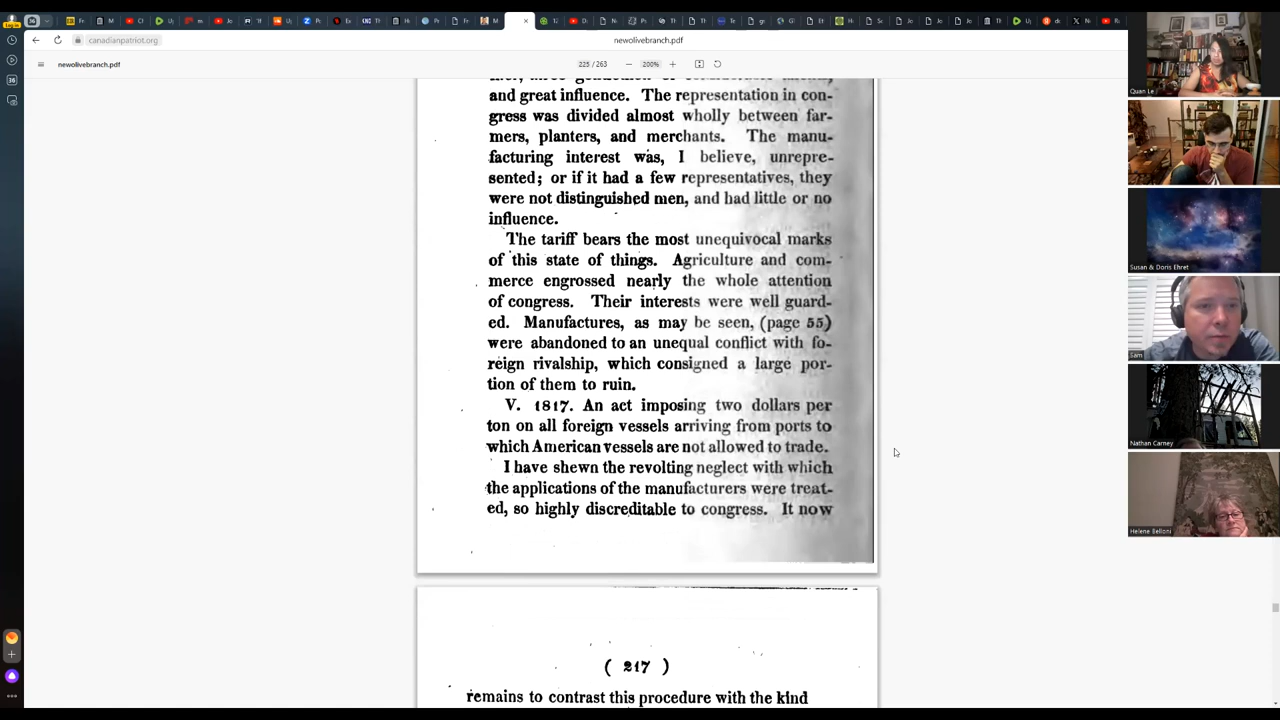 canadianpatriot.org
newolivebranch.pdf
newolivebranch.pdf
225 / 263
200%
and great influence. The representation in con-
gress was divided almost wholly between far-
mers, planters, and merchants. The manu-
facturing interest was, I believe, unrepre-
sented; or if it had a few representatives, they
were not distinguished men, and had little or no
influence.
The tariff bears the most unequivocal marks
of this state of things. Agriculture and com-
merce engrossed nearly the whole attention
of congress. Their interests were well guard-
ed. Manufactures, as may be seen, (page 55)
were abandoned to an unequal conflict with fo-
reign rivalship, which consigned a large por-
tion of them to ruin.
V. 1817. An act imposing two dollars per
ton on all foreign vessels arriving from ports to
which American vessels are not allowed to trade.
I have shewn the revolting neglect with which
the applications of the manufacturers were treat-
ed, so highly discreditable to congress. It now
( 217 )
remains to contrast this procedure with the kind
Quan Le
Susan & Doris Ehret
Sam
Nathan Carney
Helene Belloni